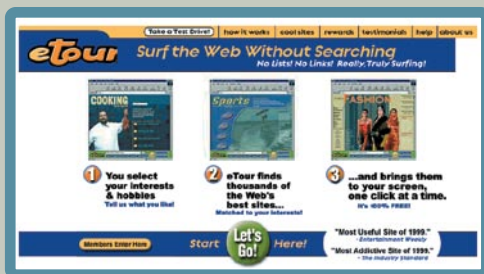 Take a Test Drive! how it works cool sites rewards testimonials help about us
eTour Surf the Web Without Searching
No Lists! No Links! Really, Truly Surfing!
COOKING
Sports
FASHION
1 You select
your interests
& hobbies
Tell us what you like!
2 eTour finds
thousands of
the Web's
best sites...
Matched to your interests!
3 ...and brings them
to your screen,
one click at a time.
It's 100% FREE!
Members Enter Here
Start Let's Go! Here!
"Most Useful Site of 1999."
- Entertainment Weekly
"Most Addictive Site of 1999."
- The Industry Standard